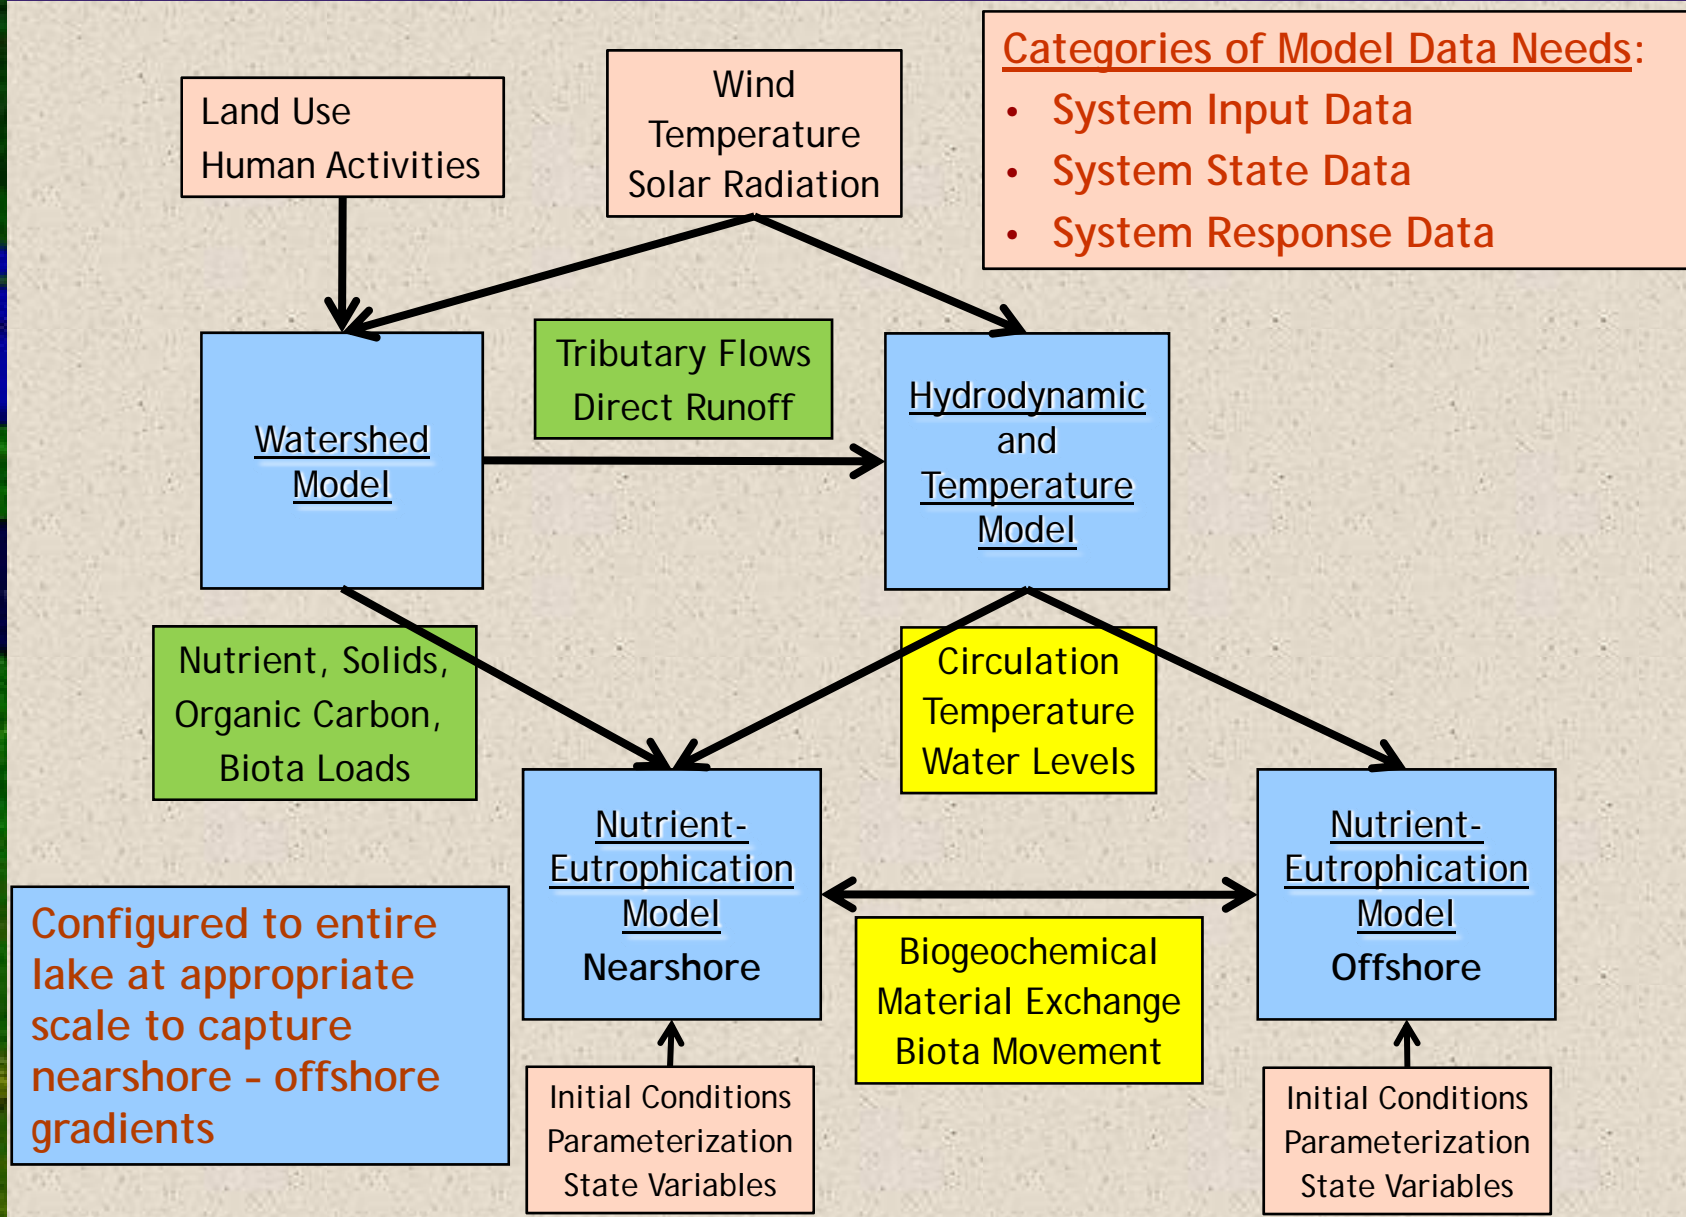 Categories of Model Data Needs:
• System Input Data
• System State Data
• System Response Data
Land Use
Human Activities
Wind
Temperature
Solar Radiation
Watershed
Model
Tributary Flows
Direct Runoff
Hydrodynamic
and
Temperature
Model
Nutrient, Solids,
Organic Carbon,
Biota Loads
Circulation
Temperature
Water Levels
Nutrient-
Eutrophication
Model
Nearshore
Biogeochemical
Material Exchange
Biota Movement
Nutrient-
Eutrophication
Model
Offshore
Configured to entire
lake at appropriate
scale to capture
nearshore - offshore
gradients
Initial Conditions
Parameterization
State Variables
Initial Conditions
Parameterization
State Variables